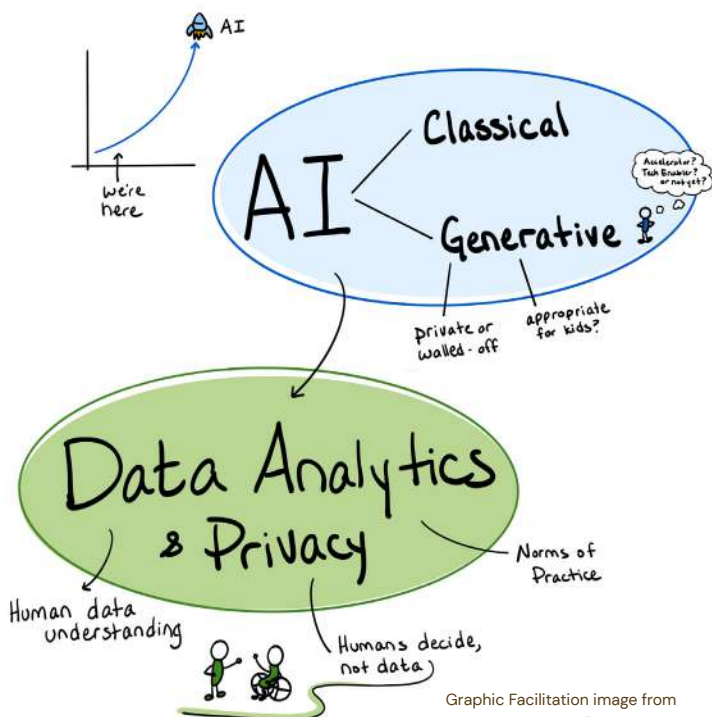 AI
we're
here
AI
Classical
Generative
Accelerator?
Tech Enabler?
or not yet?
private or
walled-off
appropriate
for kids?
Data Analytics
& Privacy
Human data
understanding
Norms of
Practice
Humans decide,
not data
Graphic Facilitation image from